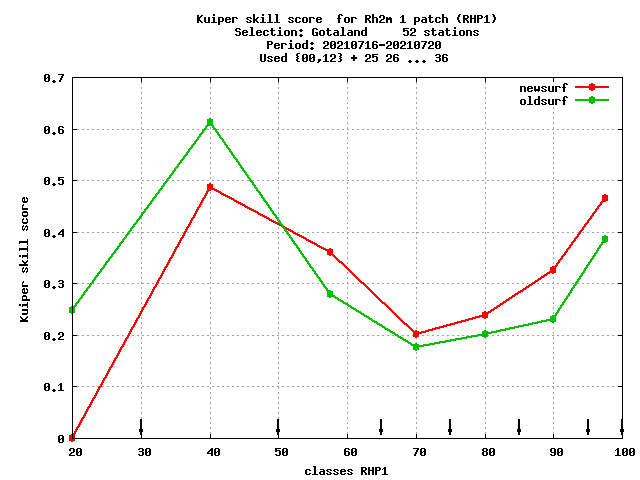 Kuiper skill score  for Rh2m 1 patch (RHP1)
Selection: Gotaland     52 stations
Period: 20210716-20210720
Used {00,12} + 25 26 ... 36
newsurf
oldsurf
0.7
0.6
0.5
0.4
0.3
0.2
0.1
0
Kuiper skill score
20 30 40 50 60 70 80 90 100
classes RHP1